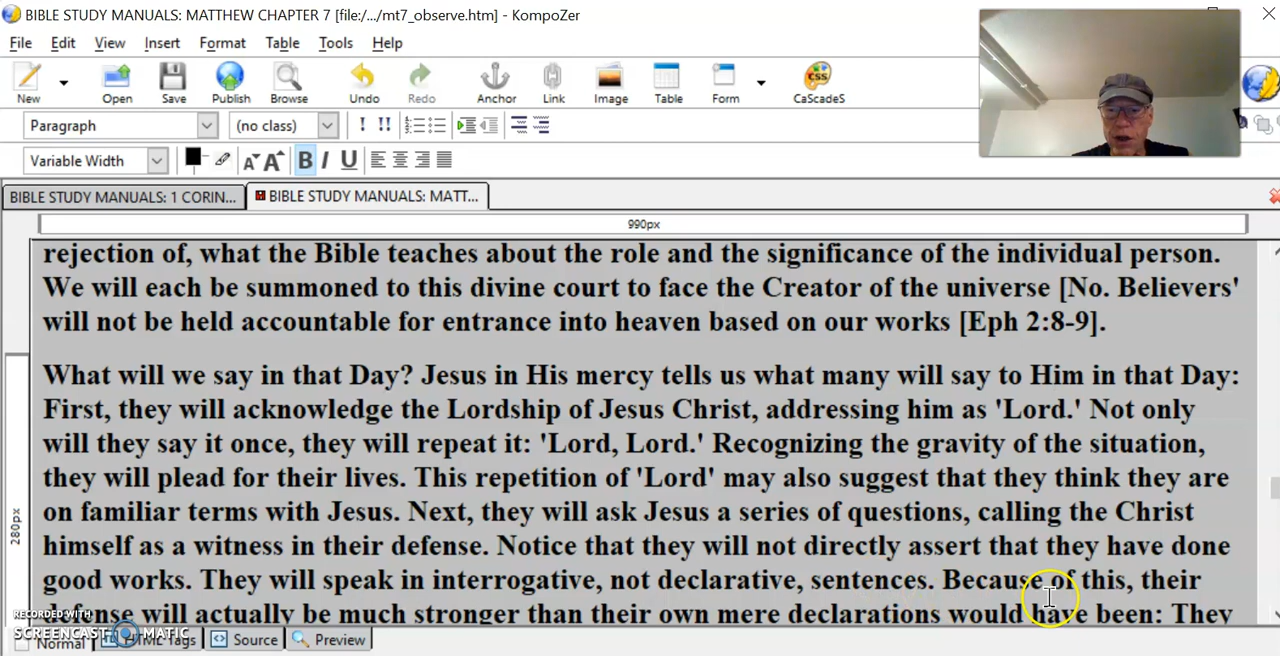 BIBLE STUDY MANUALS: MATTHEW CHAPTER 7 [file:/.../mt7_observe.htm] - KompoZer
File Edit View Insert Format Table Tools Help
New Open Save Publish Browse Undo Redo Anchor Link Image Table Form CaScadeS
Paragraph (no class) ! !!
Variable Width A A B I U
BIBLE STUDY MANUALS: 1 CORIN... BIBLE STUDY MANUALS: MATT...
990px
rejection of, what the Bible teaches about the role and the significance of the individual person.
We will each be summoned to this divine court to face the Creator of the universe [No. Believers'
will not be held accountable for entrance into heaven based on our works [Eph 2:8-9].
What will we say in that Day? Jesus in His mercy tells us what many will say to Him in that Day:
First, they will acknowledge the Lordship of Jesus Christ, addressing him as 'Lord.' Not only
will they say it once, they will repeat it: 'Lord, Lord.' Recognizing the gravity of the situation,
they will plead for their lives. This repetition of 'Lord' may also suggest that they think they are
on familiar terms with Jesus. Next, they will ask Jesus a series of questions, calling the Christ
himself as a witness in their defense. Notice that they will not directly assert that they have done
good works. They will speak in interrogative, not declarative, sentences. Because of this, their
defense will actually be much stronger than their own mere declarations would have been: They
280px
RECORDED WITH
SCREENCAST MATIC
Normal HTML Tags Source Preview